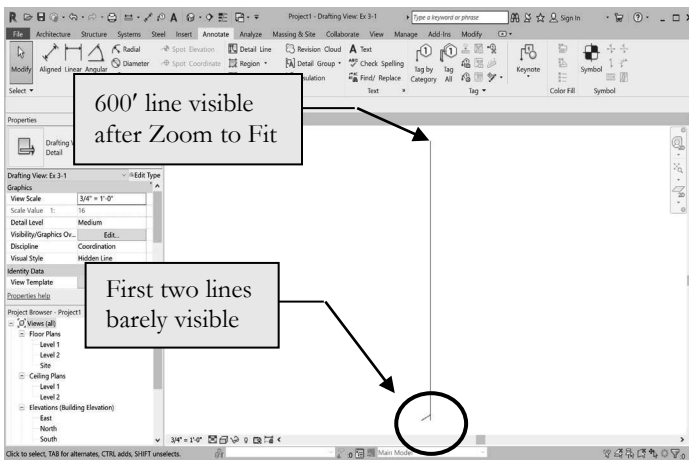 Project1 - Drafting View: Ex 3-1
Type a keyword or phrase
Sign In
File Architecture Structure Systems Steel Insert Annotate Analyze Massing & Site Collaborate View Manage Add-Ins Modify
Modify
Aligned Linear Angular
Radial
Diameter
Spot Elevation
Spot Coordinate
Detail Line
Region
Revision Cloud
Detail Group
Insulation
A Text
Check Spelling
Find/ Replace
Tag by Category
Tag All
Keynote
Symbol
Select
Text
Tag
Color Fill
Symbol
600' line visible
after Zoom to Fit
Properties
Drafting
Detail
Drafting View: Ex 3-1
Edit Type
Graphics
View Scale 3/4" = 1'-0"
Scale Value 1: 16
Detail Level Medium
Visibility/Graphics Ov... Edit...
Discipline Coordination
Visual Style Hidden Line
Identity Data
View Template
Properties help
First two lines
barely visible
Project Browser - Project1
Views (all)
Floor Plans
Level 1
Level 2
Site
Ceiling Plans
Level 1
Level 2
Elevations (Building Elevation)
East
North
South
3/4" = 1'-0"
Click to select, TAB for alternates, CTRL adds, SHIFT unselects.
:0
Main Model
:0